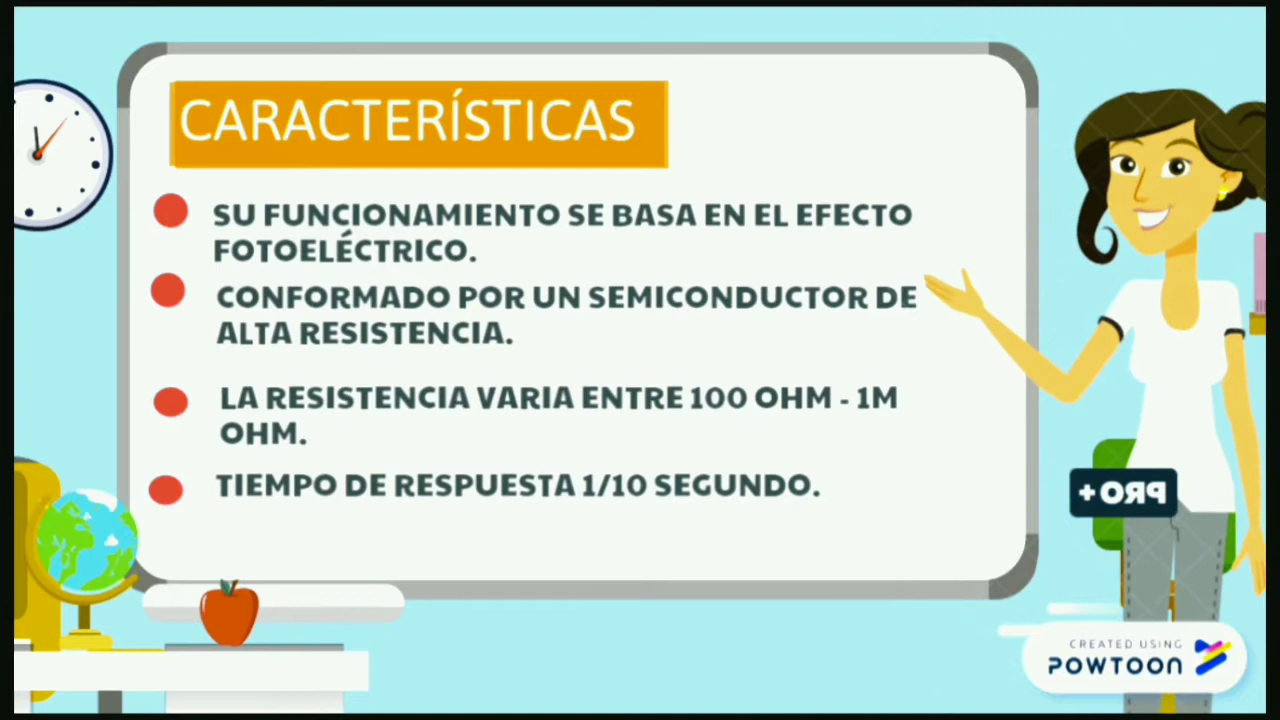 CARACTERÍSTICAS
SU FUNCIONAMIENTO SE BASA EN EL EFECTO
FOTOELÉCTRICO.
CONFORMADO POR UN SEMICONDUCTOR DE
ALTA RESISTENCIA.
LA RESISTENCIA VARIA ENTRE 100 OHM - 1M
OHM.
TIEMPO DE RESPUESTA 1/10 SEGUNDO.
PRO+
CREATED USING
POWTOON